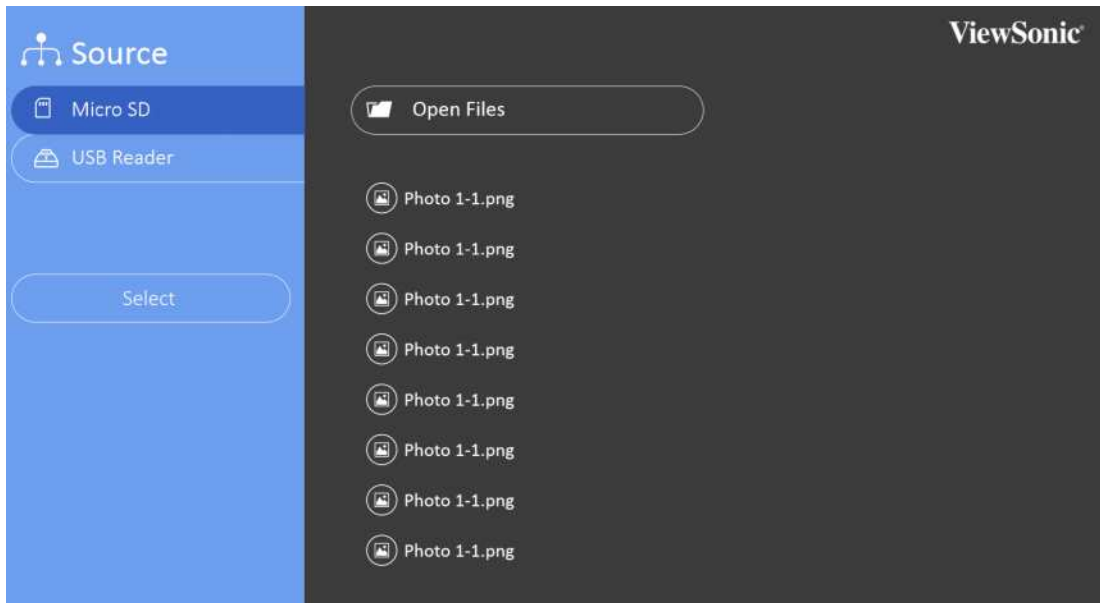 Source
Micro SD
USB Reader
Select
ViewSonic
Open Files
Photo 1-1.png
Photo 1-1.png
Photo 1-1.png
Photo 1-1.png
Photo 1-1.png
Photo 1-1.png
Photo 1-1.png
Photo 1-1.png